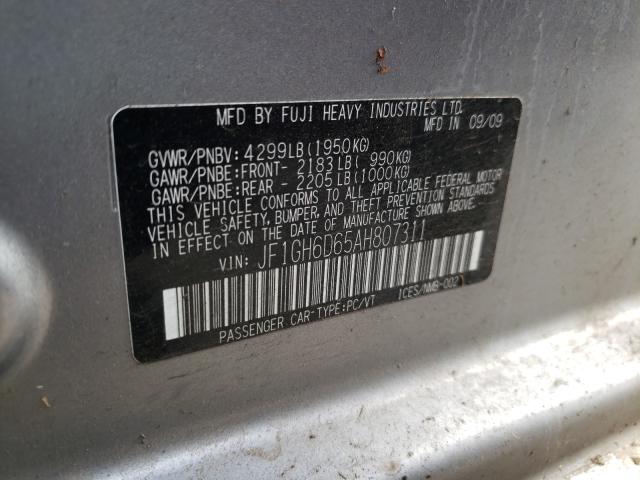 MFD BY FUJI HEAVY INDUSTRIES LTD.
MFD IN 09/09
GVWR/PNBV: 4299LB(1950KG)
GAWR/PNBE:FRONT- 2183LB( 990KG)
GAWR/PNBE:REAR - 2205LB(1000KG)
THIS VEHICLE CONFORMS TO ALL APPLICABLE FEDERAL MOTOR
VEHICLE SAFETY, BUMPER, AND THEFT PREVENTION STANDARDS
IN EFFECT ON THE DATE OF MANUFACTURE SHOWN ABOVE.
VIN: JF1GH6D65AH807311
PASSENGER CAR-TYPE:PC/VT ICES/NMB-002